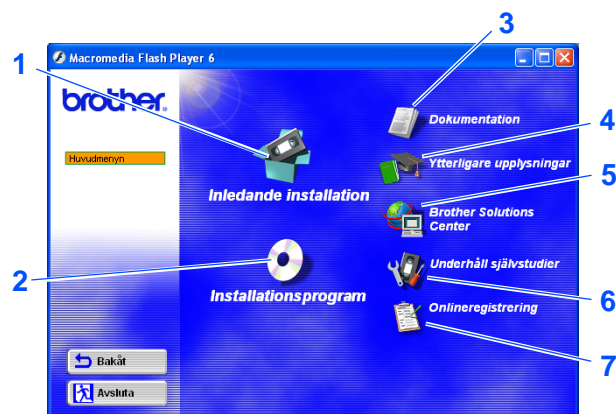 3
1
Macromedia Flash Player 6
brother.
Dokumentation
4
Huvudmenyn
Ytterligare upplysningar
5
Inledande installation
Brother Solutions
Center
2
Underhåll självstudier
Installationsprogram
6
Onlineregistrering
7
Bakåt
Avsluta